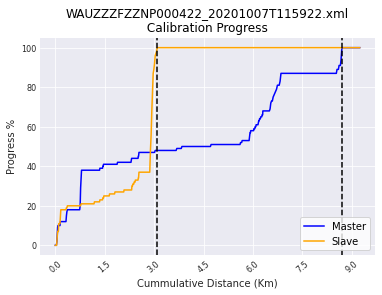 WAUZZZFZZNP000422_20201007T115922.xml
Calibration Progress
100
80
60
40
20
0
Progress %
0.0
1.5
3.0
4.5
6.0
7.5
9.0
Cummulative Distance (Km)
Master
Slave